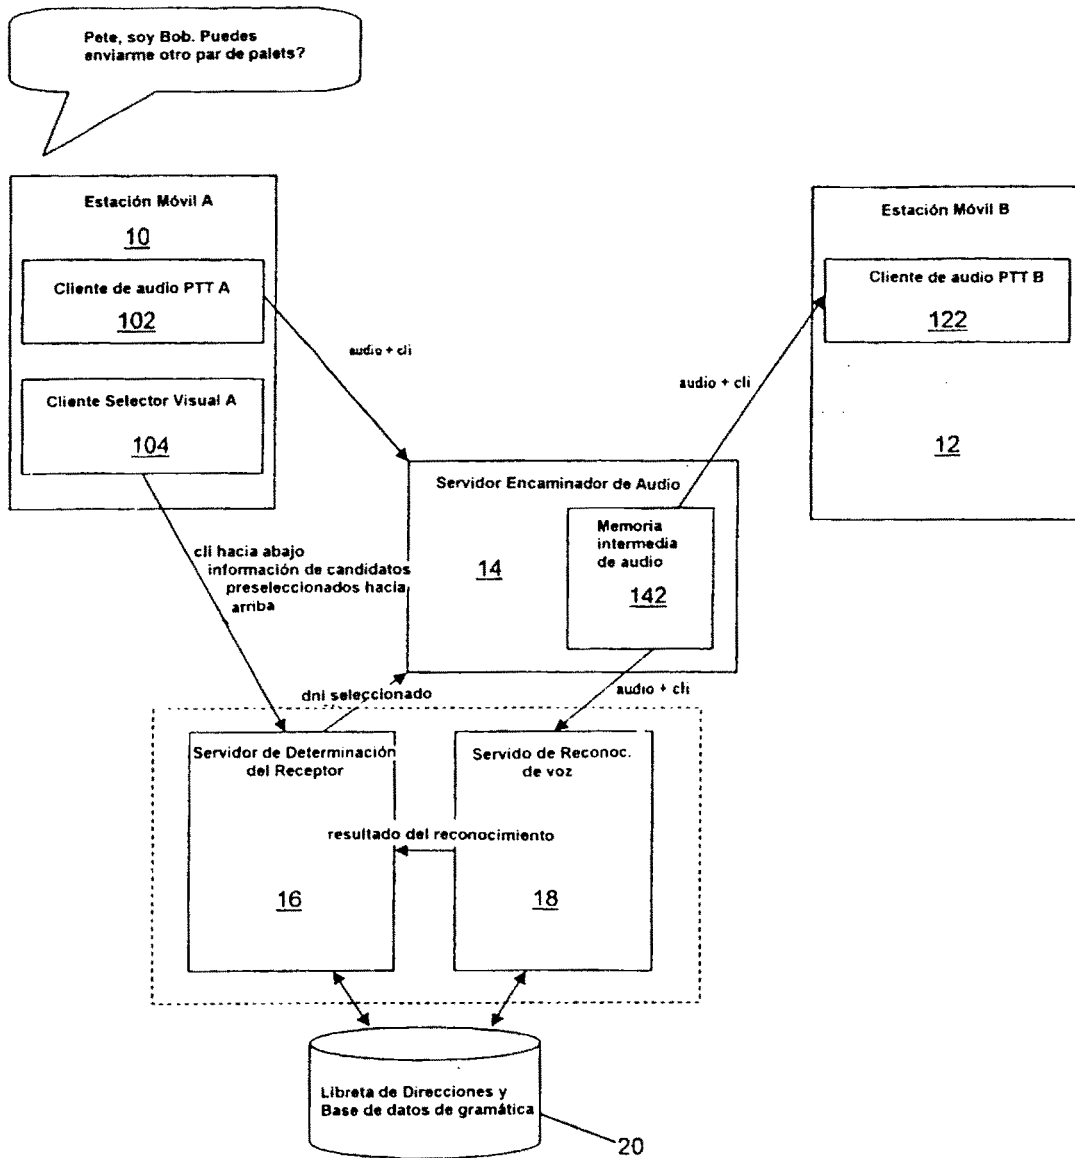 Pete, soy Bob. Puedes
enviarme otro par de palets?
Estación Móvil A
10
Cliente de audio PTT A
102
Cliente Selector Visual A
104
Estación Móvil B
Cliente de audio PTT B
122
12
audio + cli
audio + cli
Servidor Encaminador de Audio
14
Memoria
intermedia
de audio
142
cli hacia abajo
información de candidatos
preseleccionados hacia
arriba
dni seleccionado
audio + cli
Servidor de Determinación
del Receptor
16
Servido de Reconoc.
de voz
18
resultado del reconocimiento
Libreta de Direcciones y
Base de datos de gramática
20